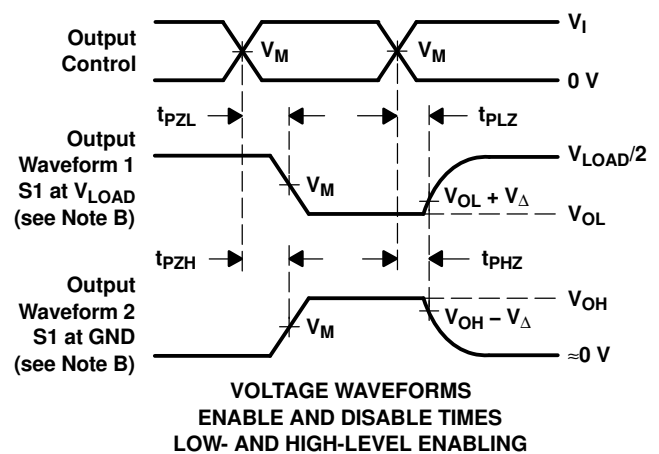 Output
Control
V_M
V_M
V_I
0 V
t_PZL
t_PLZ
Output
Waveform 1
S1 at V_LOAD
(see Note B)
V_M
V_LOAD/2
V_OL + V_Δ
V_OL
t_PZH
t_PHZ
Output
Waveform 2
S1 at GND
(see Note B)
V_M
V_OH
V_OH − V_Δ
≈0 V
VOLTAGE WAVEFORMS
ENABLE AND DISABLE TIMES
LOW- AND HIGH-LEVEL ENABLING